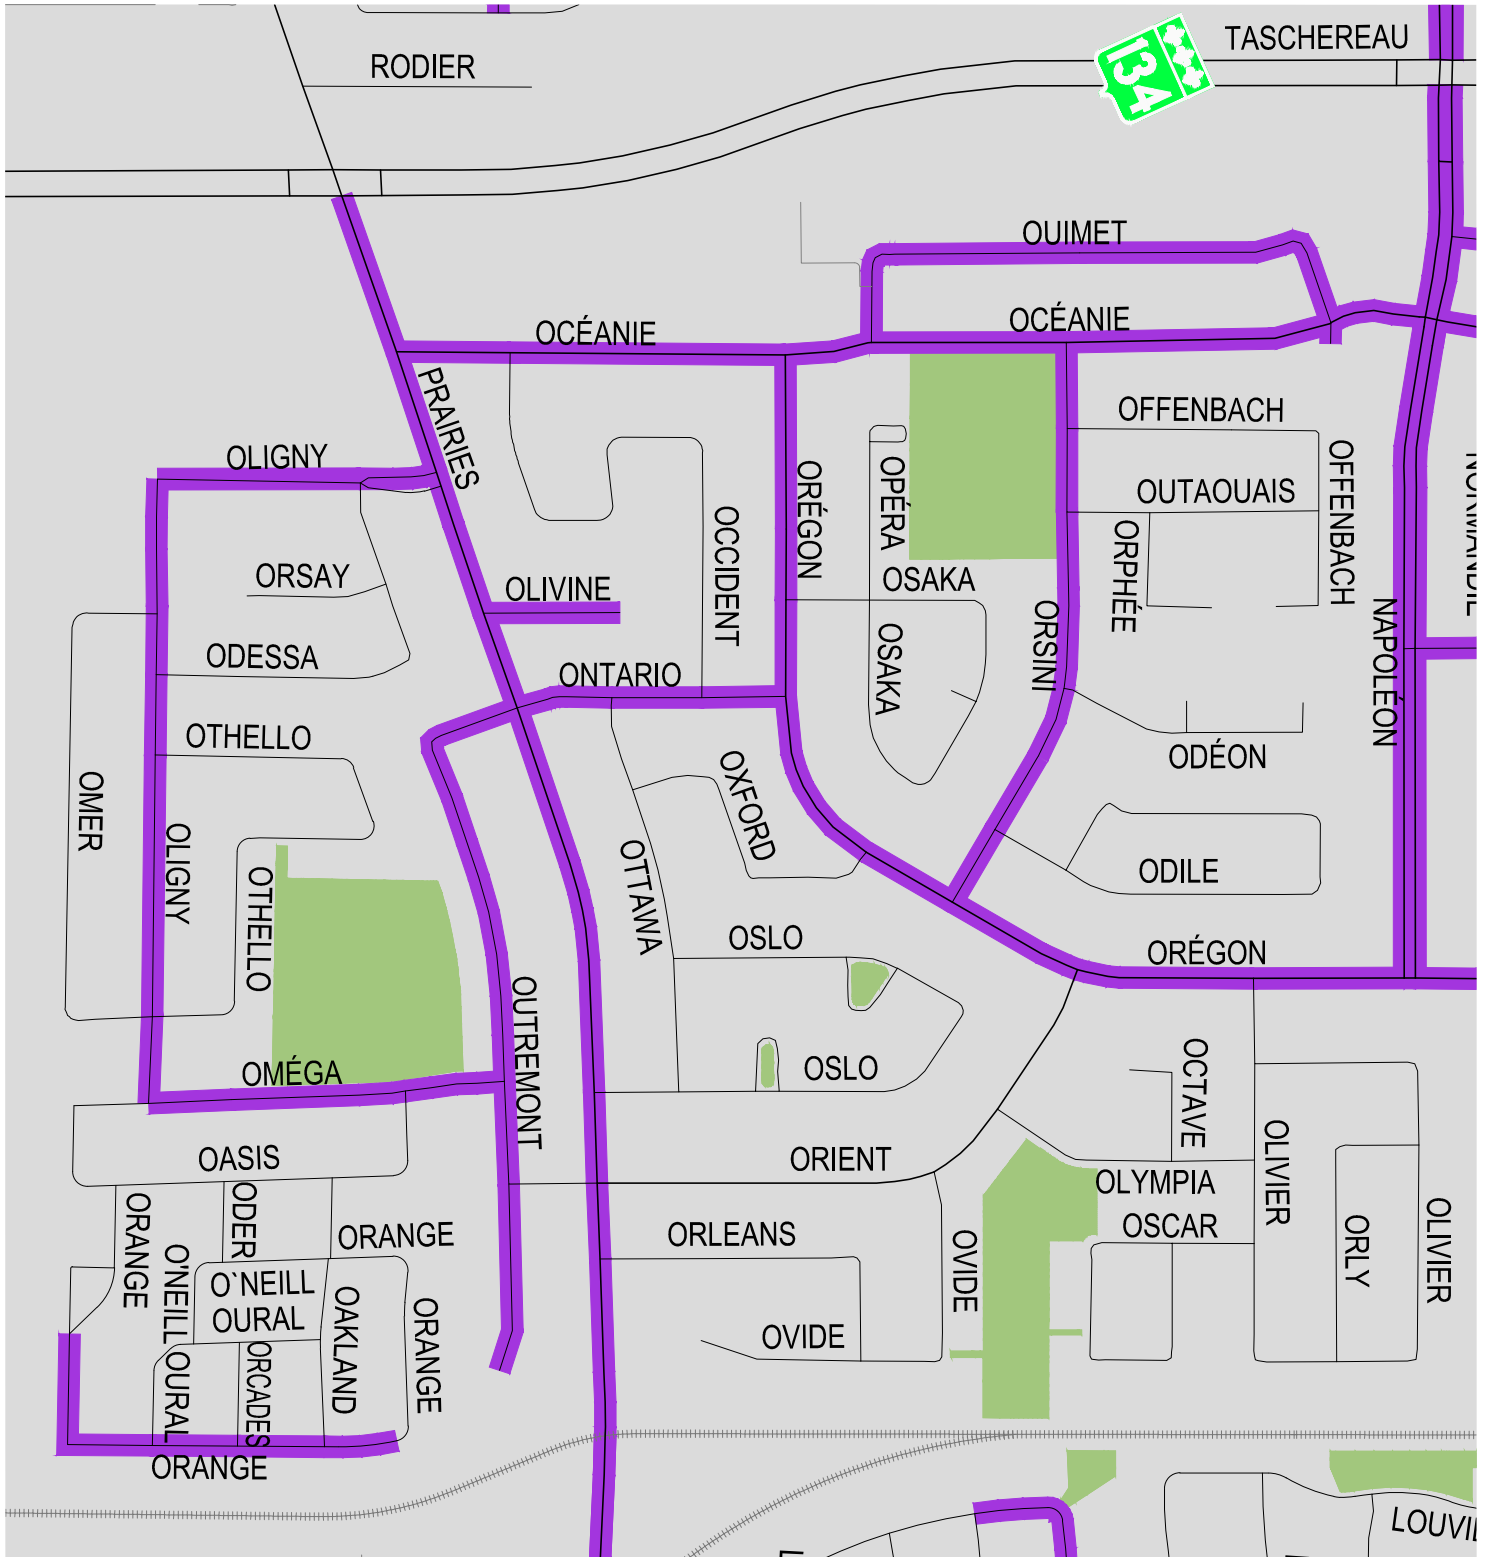 TASCHEREAU
134
RODIER
OUIMET
OCÉANIE
OCÉANIE
PRAIRIES
OFFENBACH
OLIGNY
ORÉGON
OPÉRA
OFFENBACH
OUTAOUAIS
NORMANDIE
OCCIDENT
ORPHÉE
ORSAY
OLIVINE
OSAKA
ORSINI
NAPOLÉON
OSAKA
ODESSA
ONTARIO
OTHELLO
ODÉON
OXFORD
OMER
OLIGNY
OTTAWA
ODILE
OTHELLO
OSLO
ORÉGON
OUTREMONT
OMÉGA
OSLO
OCTAVE
OASIS
ORIENT
OLIVIER
OLYMPIA
ODER
ORANGE
ORANGE
ORLEANS
OSCAR
OLIVIER
OVIDE
ORLY
O'NEILL
O`NEILL
OURAL
OAKLAND
ORANGE
OVIDE
OURAL
ORCADES
ORANGE
LOUVI